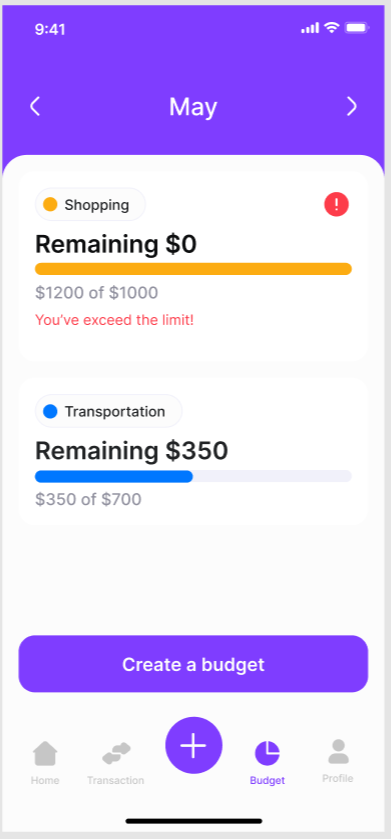 9:41
May
Shopping
Remaining $0
$1200 of $1000
You've exceed the limit!
Transportation
Remaining $350
$350 of $700
Create a budget
Home
Transaction
Budget
Profile